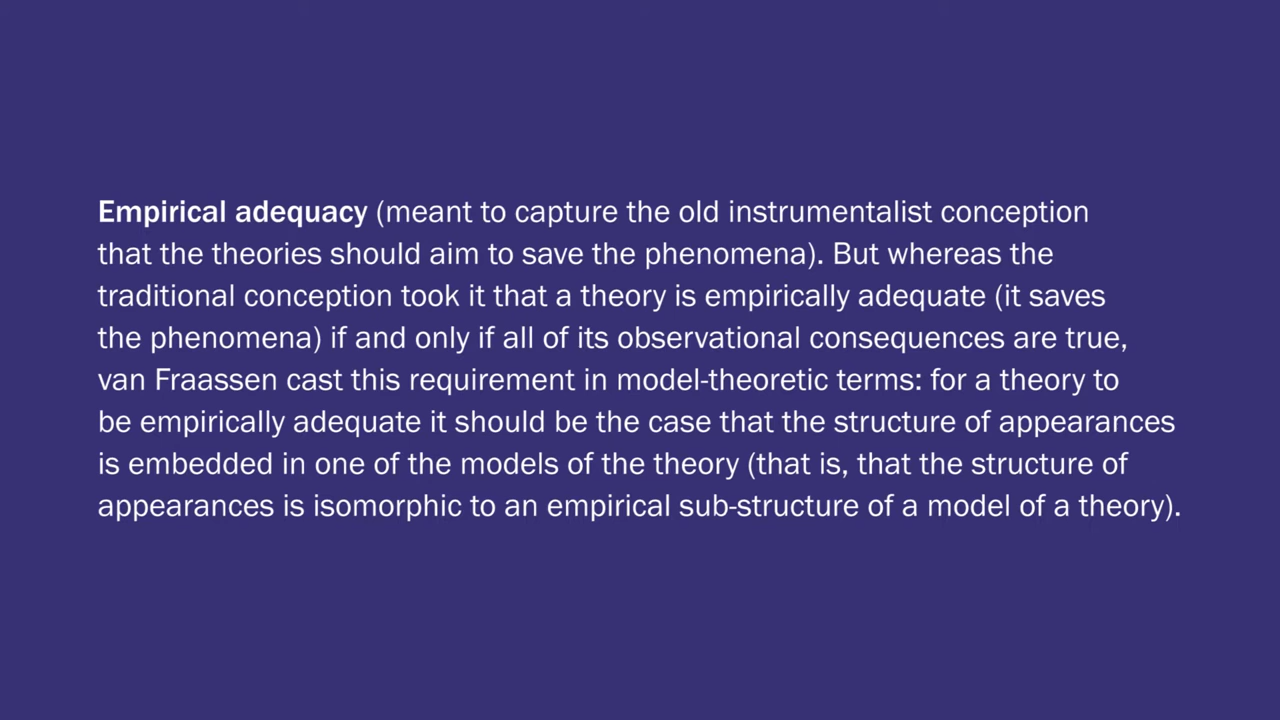 Empirical adequacy (meant to capture the old instrumentalist conception
that the theories should aim to save the phenomena). But whereas the
traditional conception took it that a theory is empirically adequate (it saves
the phenomena) if and only if all of its observational consequences are true,
van Fraassen cast this requirement in model-theoretic terms: for a theory to
be empirically adequate it should be the case that the structure of appearances
is embedded in one of the models of the theory (that is, that the structure of
appearances is isomorphic to an empirical sub-structure of a model of a theory).